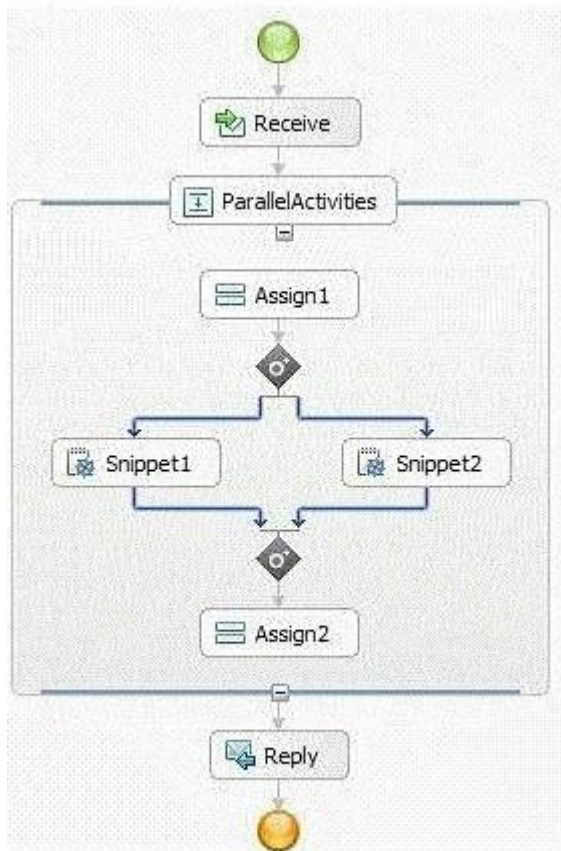 Receive
ParallelActivities
Assign1
Snippet1
Snippet2
Assign2
Reply